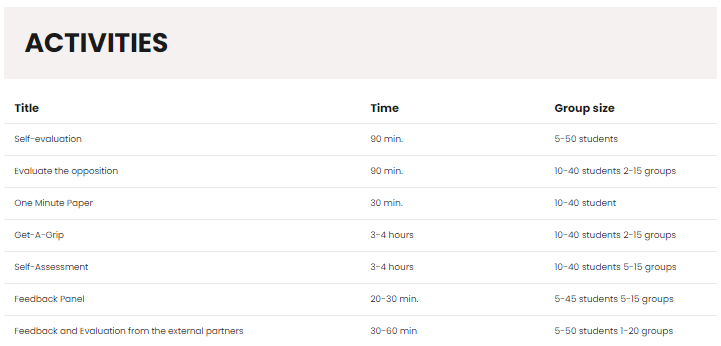 ACTIVITIES
Title Time Group size
Self-evaluation 90 min. 5-50 students
Evaluate the opposition 90 min. 10-40 students 2-15 groups
One Minute Paper 30 min. 10-40 student
Get-A-Grip 3-4 hours 10-40 students 2-15 groups
Self-Assessment 3-4 hours 10-40 students 5-15 groups
Feedback Panel 20-30 min. 5-45 students 5-15 groups
Feedback and Evaluation from the external partners 30-60 min 5-50 students 1-20 groups